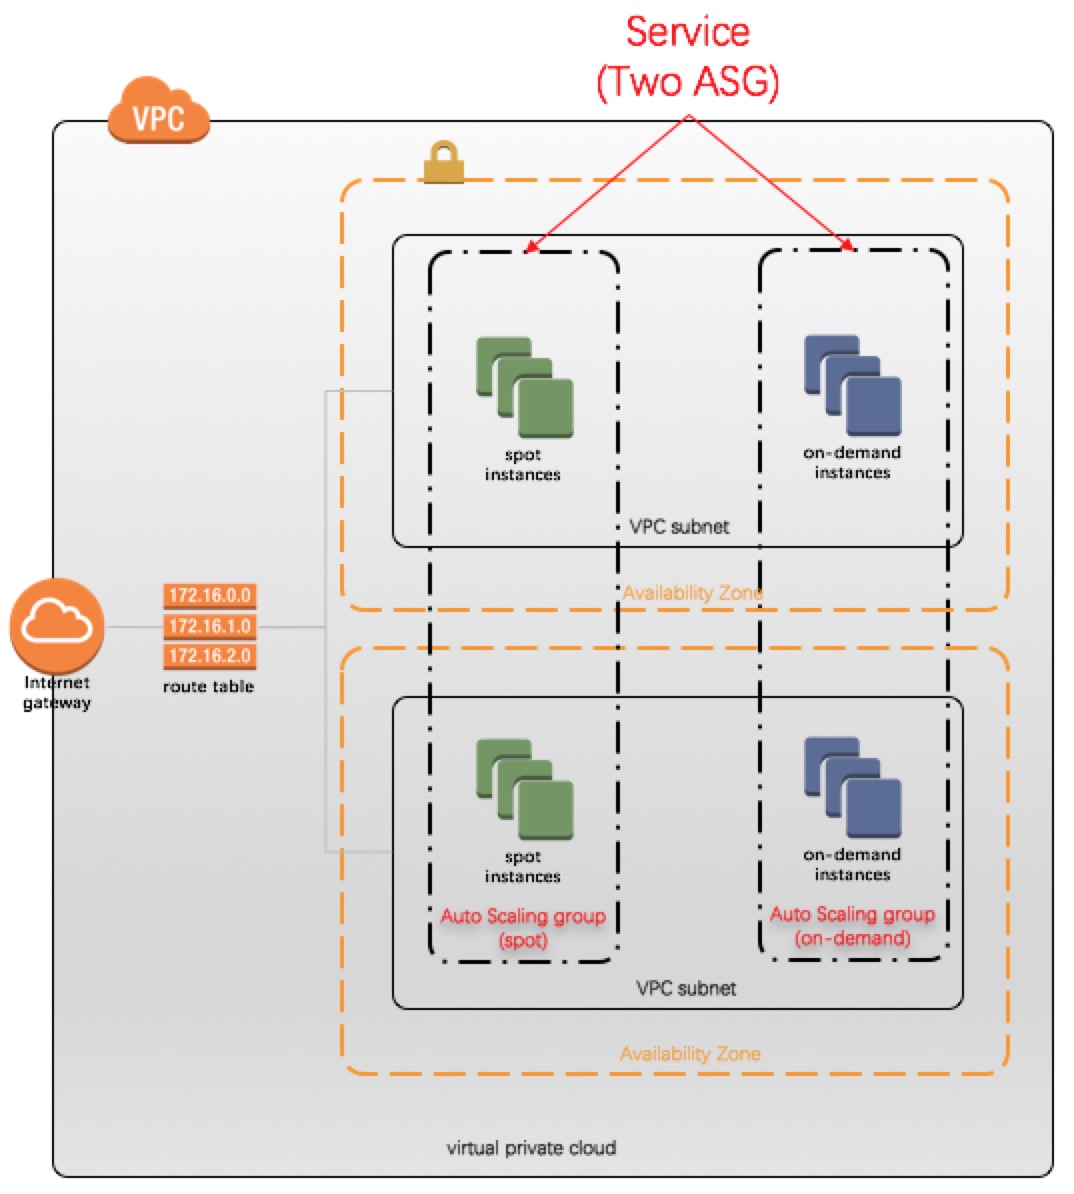 Service
(Two ASG)
VPC
spot
instances
on-demand
instances
VPC subnet
Availability Zone
172.16.0.0
172.16.1.0
172.16.2.0
Internet
gateway
route table
spot
instances
on-demand
instances
Auto Scaling group
(spot)
Auto Scaling group
(on-demand)
VPC subnet
Availability Zone
virtual private cloud